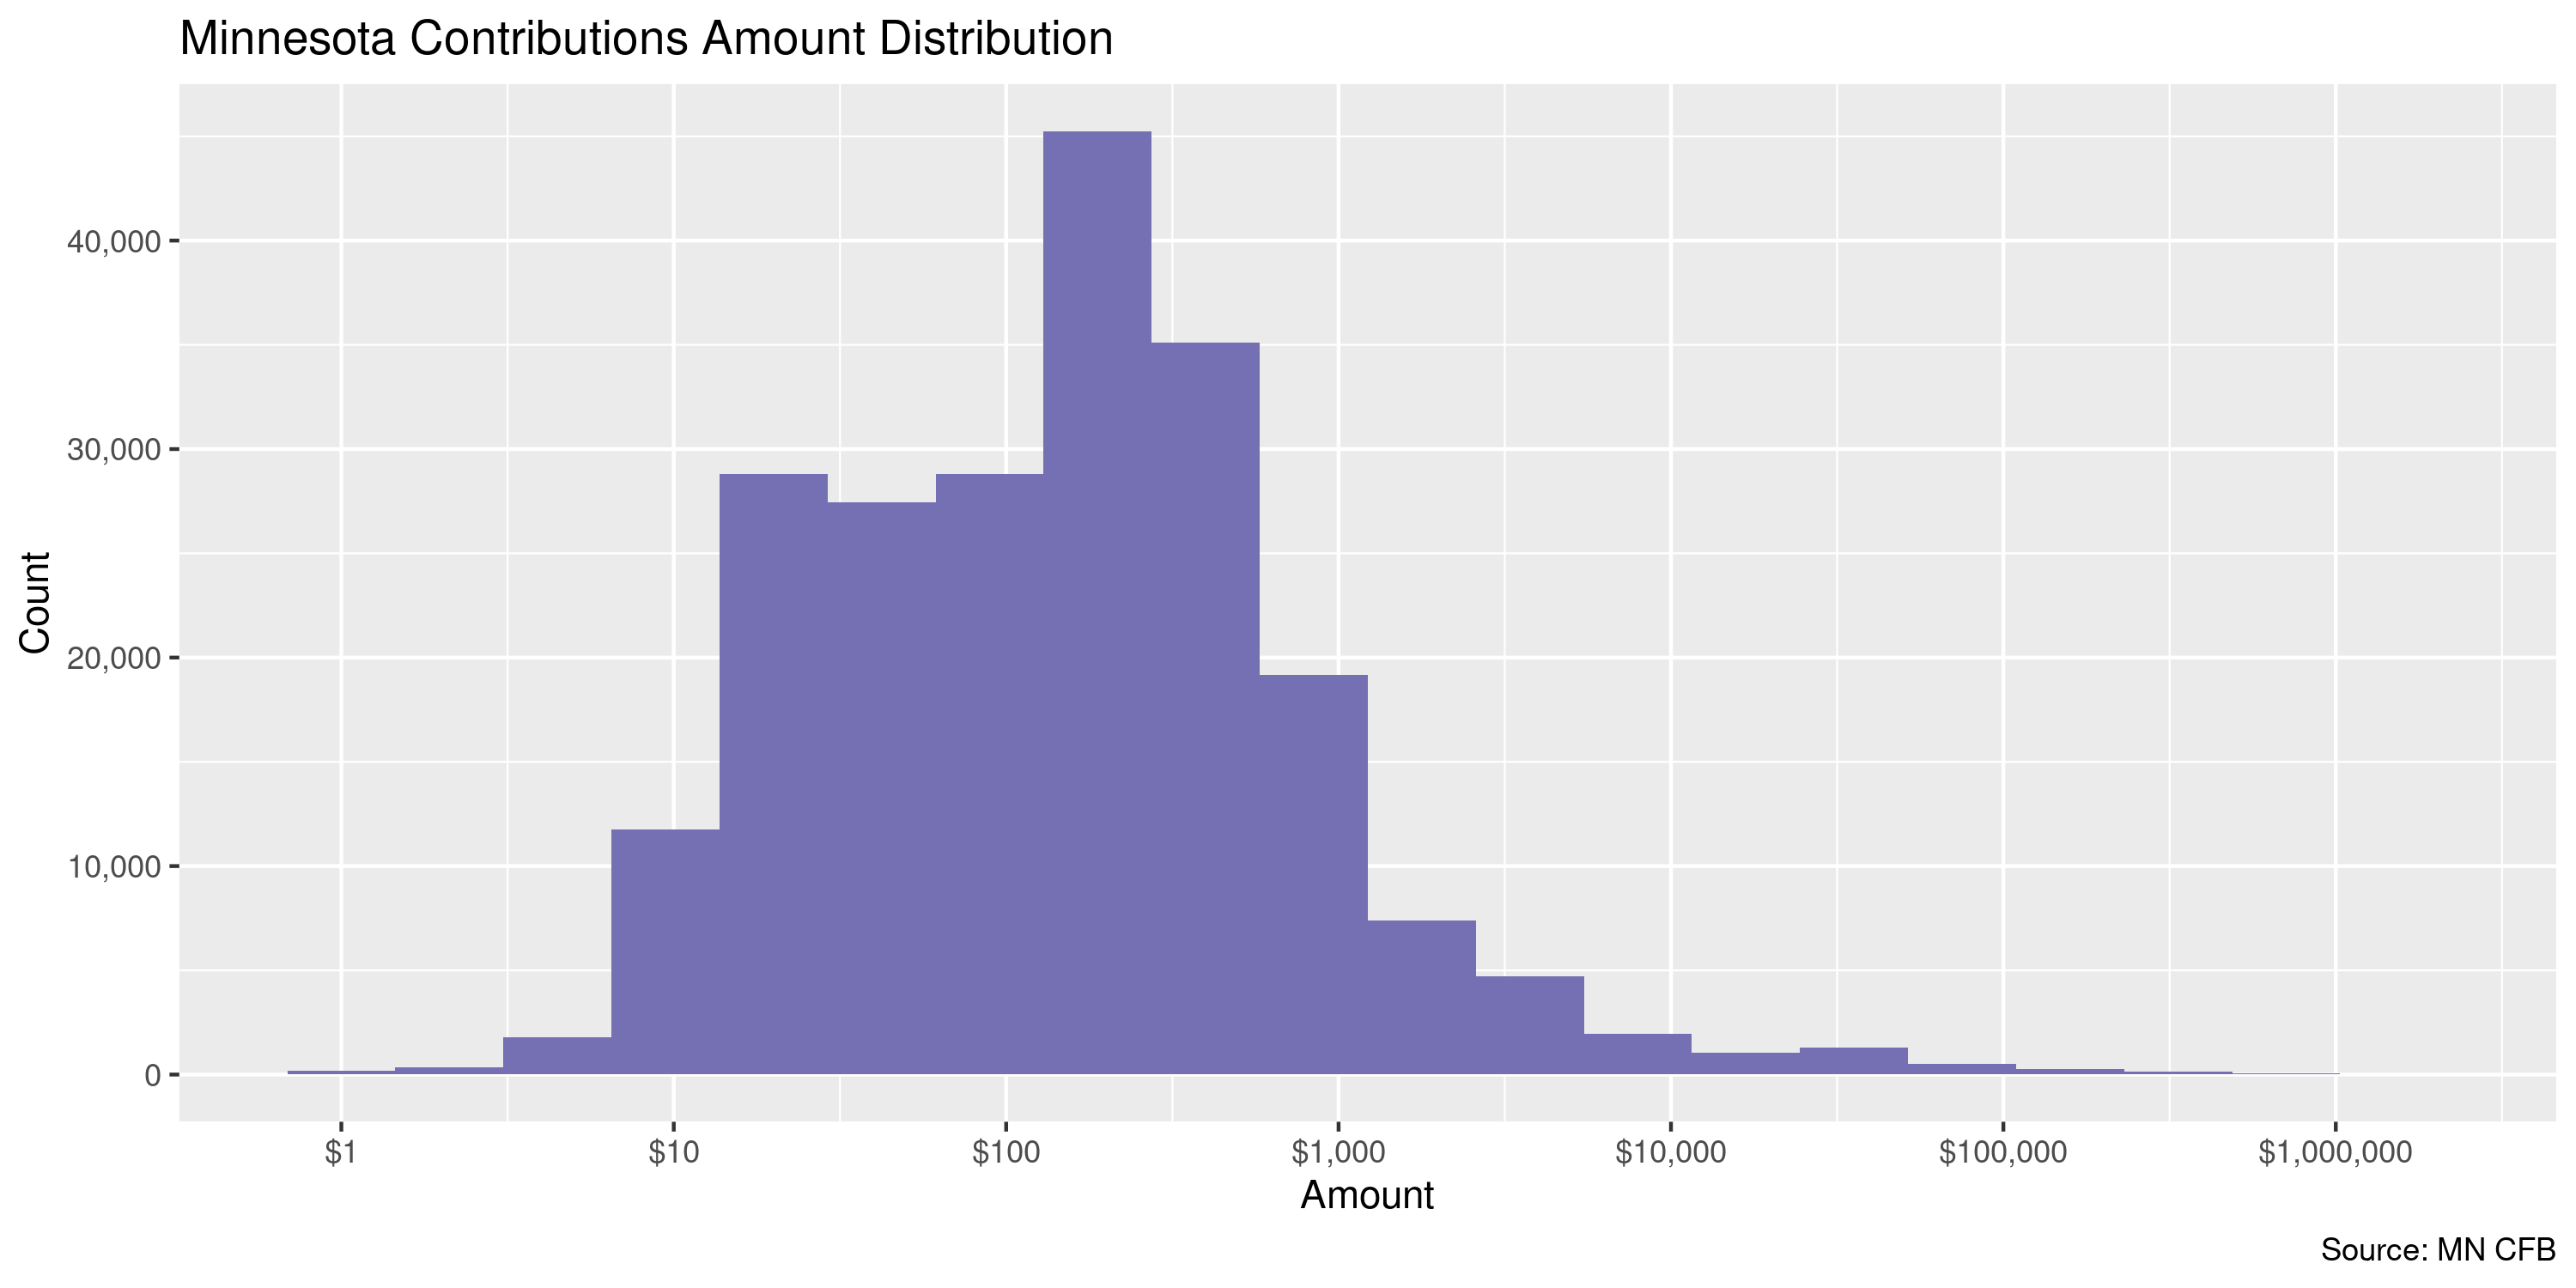 Minnesota Contributions Amount Distribution
Count
40,000
30,000
20,000
10,000
0
$1 $10 $100 $1,000 $10,000 $100,000 $1,000,000
Amount
Source: MN CFB